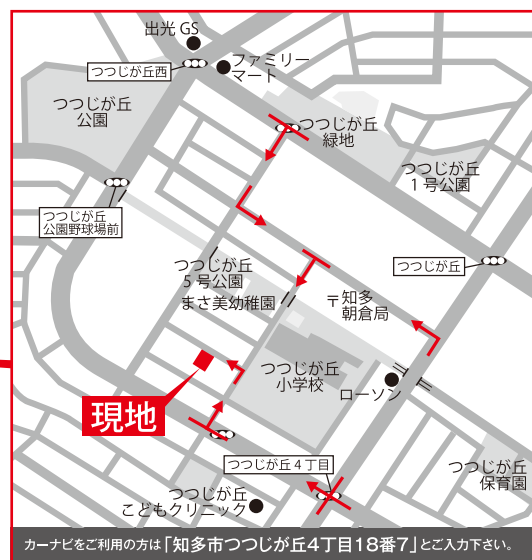 出光 GS
つつじが丘西
ファミリー
マート
つつじが丘
公園
つつじが丘
緑地
つつじが丘
1号公園
つつじが丘
公園野球場前
つつじが丘
5号公園
まさ美幼稚園
つつじが丘
〒知多
朝倉局
つつじが丘
小学校
ローソン
現地
つつじが丘4丁目
つつじが丘
保育園
つつじが丘
こどもクリニック
カーナビをご利用の方は「知多市つつじが丘4丁目18番7」とご入力下さい。